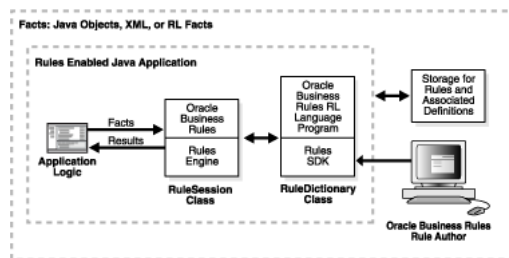 Facts: Java Objects, XML, or RL Facts
Rules Enabled Java Application
Facts
Results
Application
Logic
Oracle
Business
Rules
Rules
Engine
RuleSession
Class
Oracle
Business
Rules RL
Language
Program
Rules
SDK
RuleDictionary
Class
Storage for
Rules and
Associated
Definitions
Oracle Business Rules
Rule Author